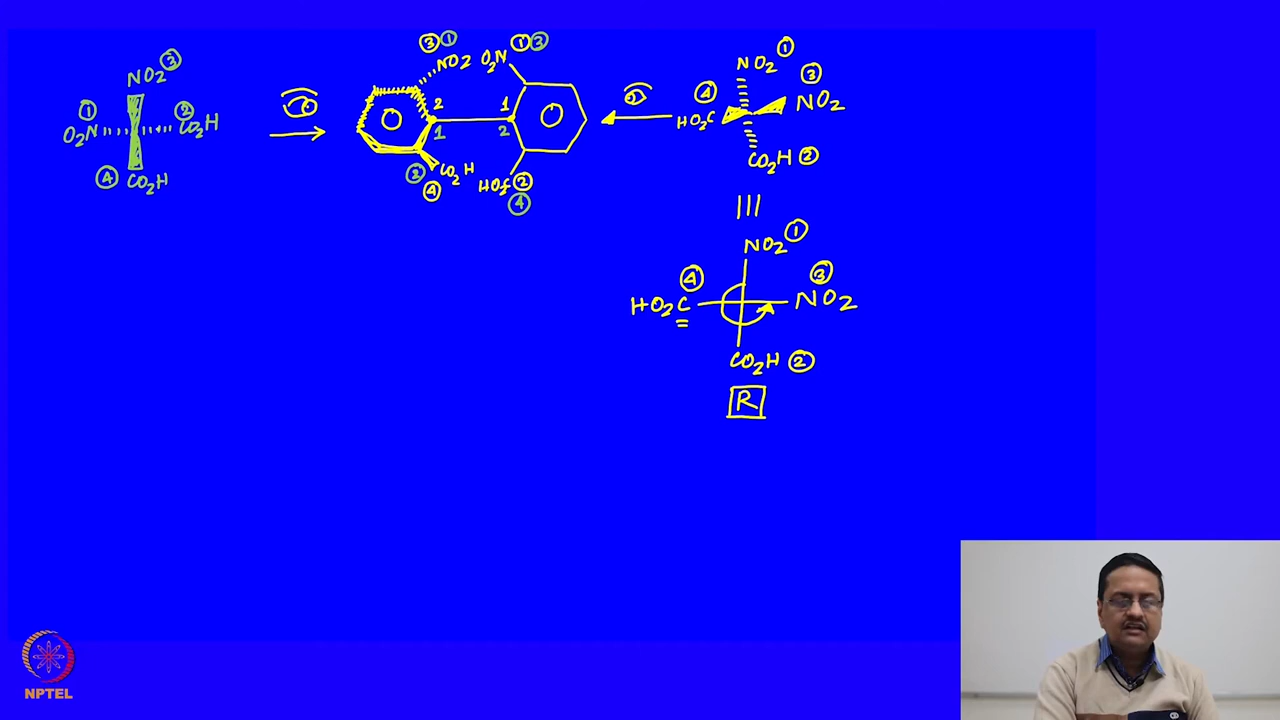 NO2 ③
① O2N ② CO2H
④ CO2H
③ ① NO2
O2N ① ③
2 1
1 2
② CO2H
④
HO2C ②
④
NO2 ①
④ ③
HO2C NO2
CO2H ②
|||
NO2 ①
④ ③
HO2C NO2
CO2H ②
R
NPTEL